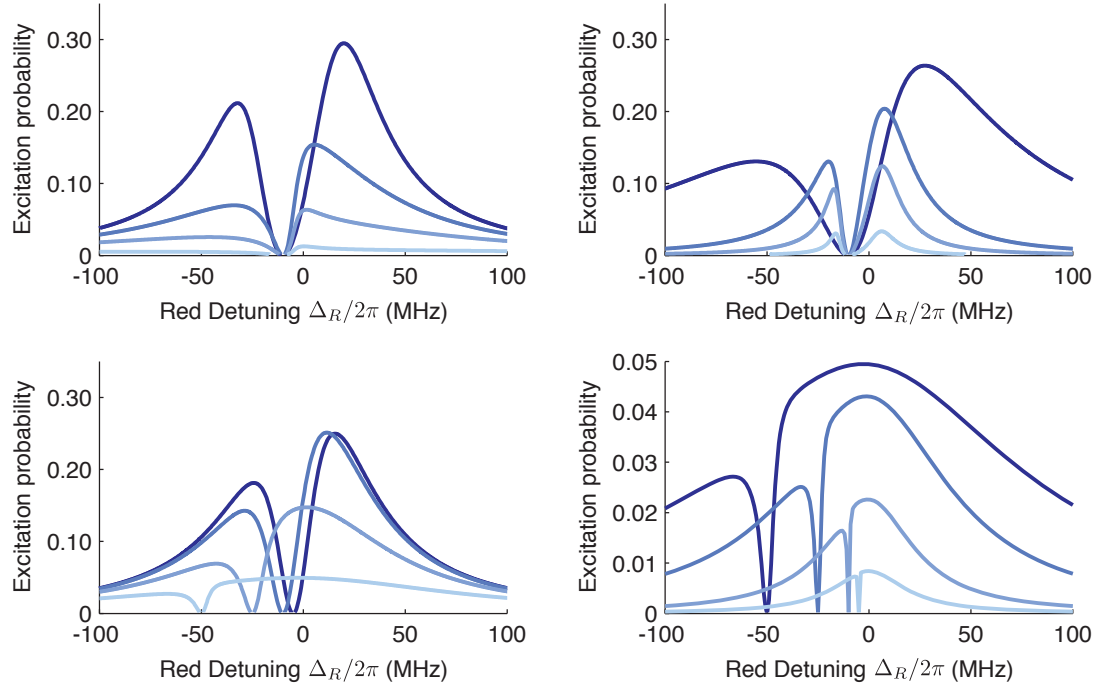 Excitation probability
0.30
0.20
0.10
0
-100 -50 0 50 100
Red Detuning Δ_R/2π (MHz)
Excitation probability
0.30
0.20
0.10
0
-100 -50 0 50 100
Red Detuning Δ_R/2π (MHz)
Excitation probability
0.30
0.20
0.10
0
-100 -50 0 50 100
Red Detuning Δ_R/2π (MHz)
Excitation probability
0.05
0.04
0.03
0.02
0.01
0
-100 -50 0 50 100
Red Detuning Δ_R/2π (MHz)